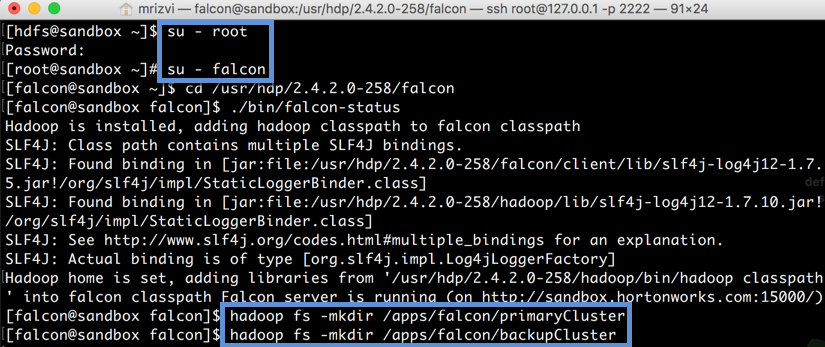 mrizvi — falcon@sandbox:/usr/hdp/2.4.2.0-258/falcon — ssh root@127.0.0.1 -p 2222 — 91×24
[hdfs@sandbox ~]$ su - root
Password:
[root@sandbox ~]# su - falcon
[falcon@sandbox ~]$ cd /usr/hdp/2.4.2.0-258/falcon
[falcon@sandbox falcon]$ ./bin/falcon-status
Hadoop is installed, adding hadoop classpath to falcon classpath
SLF4J: Class path contains multiple SLF4J bindings.
SLF4J: Found binding in [jar:file:/usr/hdp/2.4.2.0-258/falcon/client/lib/slf4j-log4j12-1.7.
5.jar!/org/slf4j/impl/StaticLoggerBinder.class]
SLF4J: Found binding in [jar:file:/usr/hdp/2.4.2.0-258/hadoop/lib/slf4j-log4j12-1.7.10.jar!
/org/slf4j/impl/StaticLoggerBinder.class]
SLF4J: See http://www.slf4j.org/codes.html#multiple_bindings for an explanation.
SLF4J: Actual binding is of type [org.slf4j.impl.Log4jLoggerFactory]
Hadoop home is set, adding libraries from '/usr/hdp/2.4.2.0-258/hadoop/bin/hadoop classpath
' into falcon classpath Falcon server is running (on http://sandbox.hortonworks.com:15000/)
[falcon@sandbox falcon]$ hadoop fs -mkdir /apps/falcon/primaryCluster
[falcon@sandbox falcon]$ hadoop fs -mkdir /apps/falcon/backupCluster